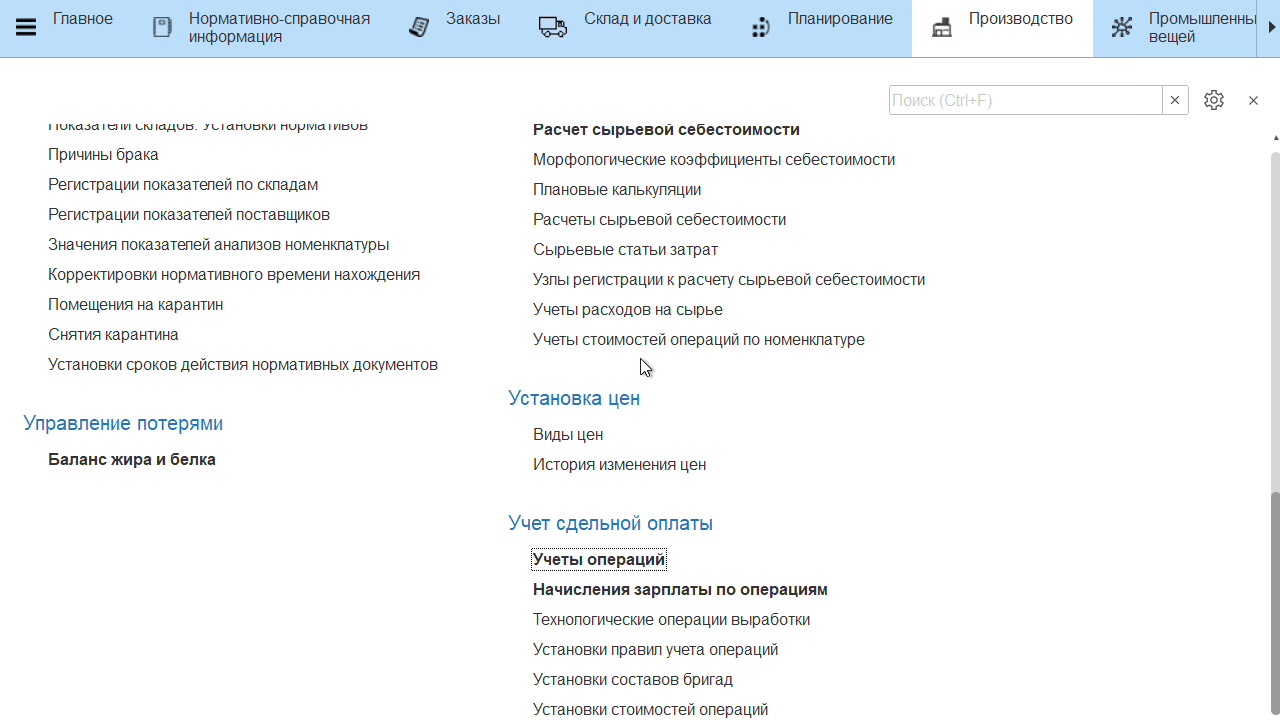 Главное
Нормативно-справочная
информация
Заказы
Склад и доставка
Планирование
Производство
Промышленны
вещей
Поиск (Ctrl+F)
Показатели складов. Установки нормативов
Причины брака
Регистрации показателей по складам
Регистрации показателей поставщиков
Значения показателей анализов номенклатуры
Корректировки нормативного времени нахождения
Помещения на карантин
Снятия карантина
Установки сроков действия нормативных документов
Управление потерями
Баланс жира и белка
Расчет сырьевой себестоимости
Морфологические коэффициенты себестоимости
Плановые калькуляции
Расчеты сырьевой себестоимости
Сырьевые статьи затрат
Узлы регистрации к расчету сырьевой себестоимости
Учеты расходов на сырье
Учеты стоимостей операций по номенклатуре
Установка цен
Виды цен
История изменения цен
Учет сдельной оплаты
Учеты операций
Начисления зарплаты по операциям
Технологические операции выработки
Установки правил учета операций
Установки составов бригад
Установки стоимостей операций